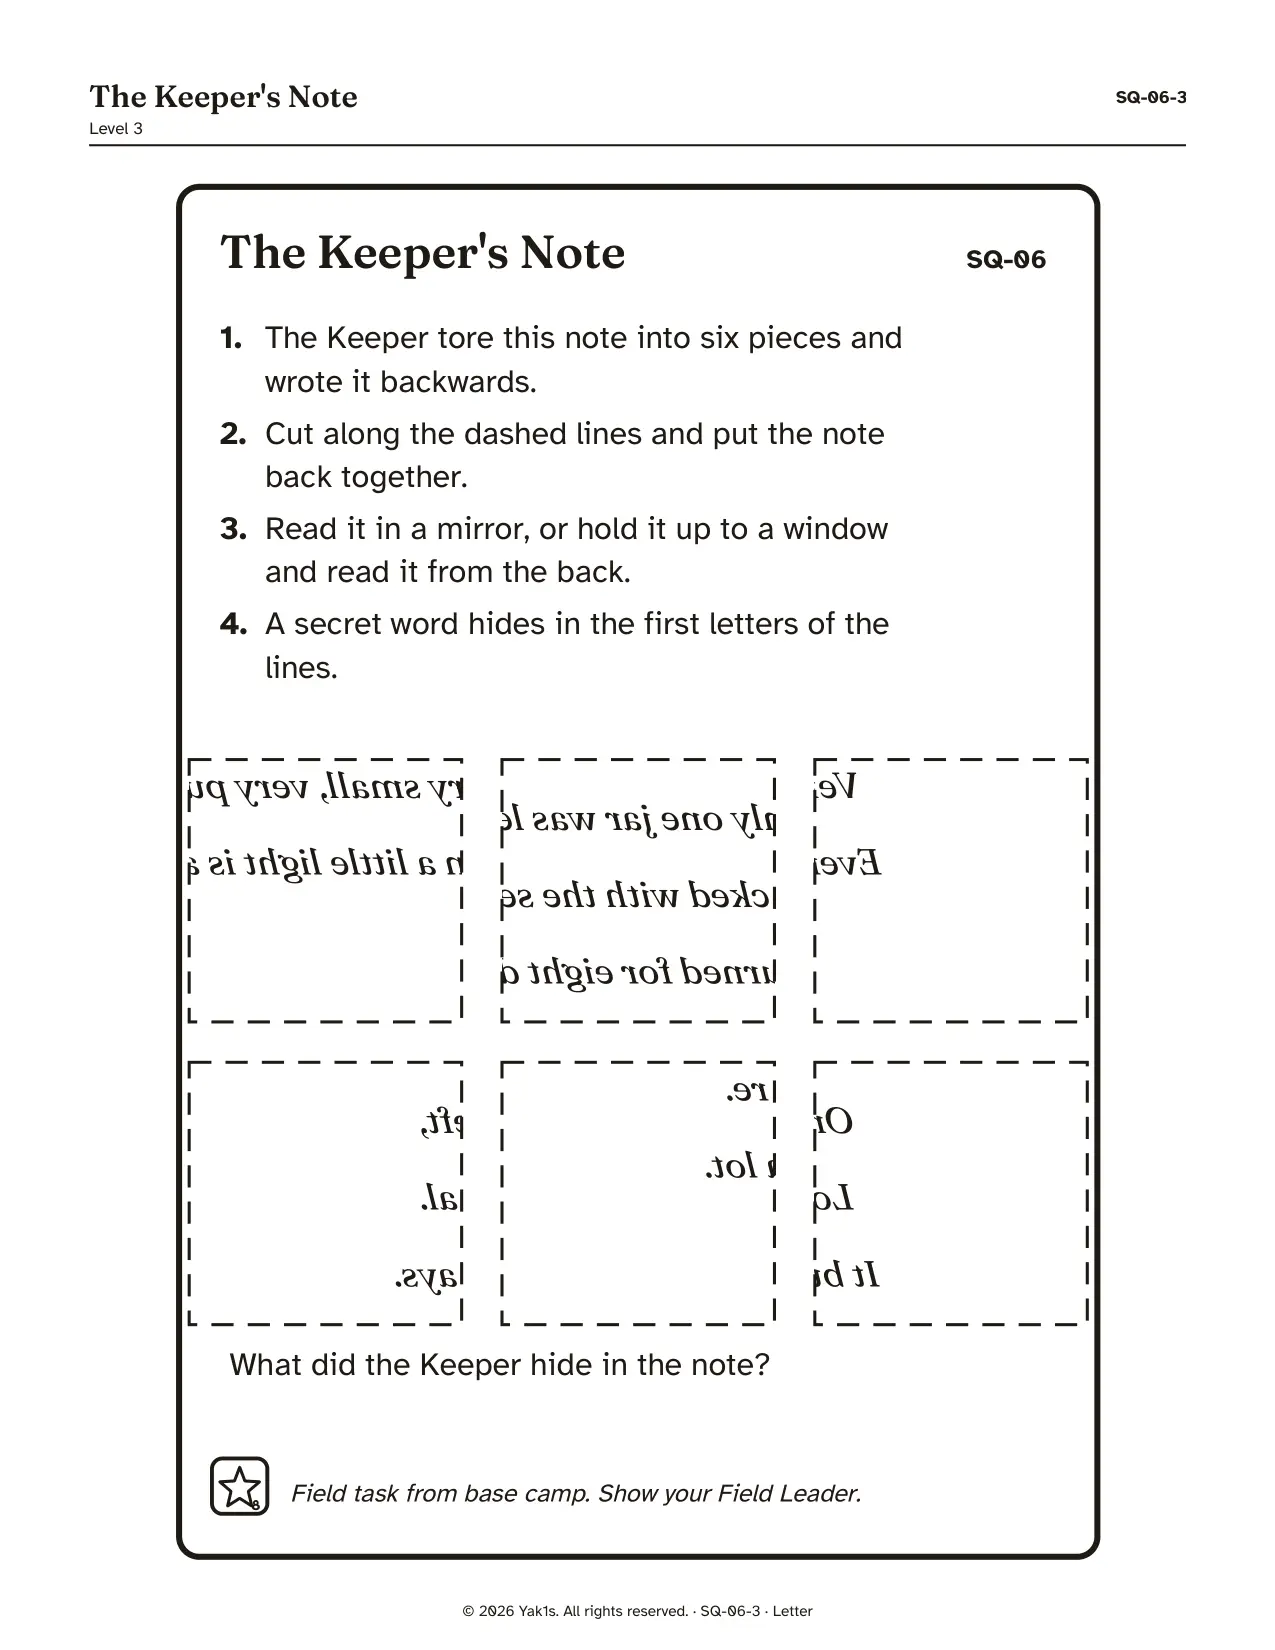 The Keeper's Note
SQ-06-3
Level 3
The Keeper's Note
SQ-06
1. The Keeper tore this note into six pieces and
wrote it backwards.
2. Cut along the dashed lines and put the note
back together.
3. Read it in a mirror, or hold it up to a window
and read it from the back.
4. A secret word hides in the first letters of the
lines.
ry small, very pu
n a little light is a
nly one jar was le
cked with the se
urned for eight d
Ver
Eve
eft,
al.
ays.
re.
a lot.
On
Lo
It bu
What did the Keeper hide in the note?
8
Field task from base camp. Show your Field Leader.
© 2026 Yak1s. All rights reserved. · SQ-06-3 · Letter